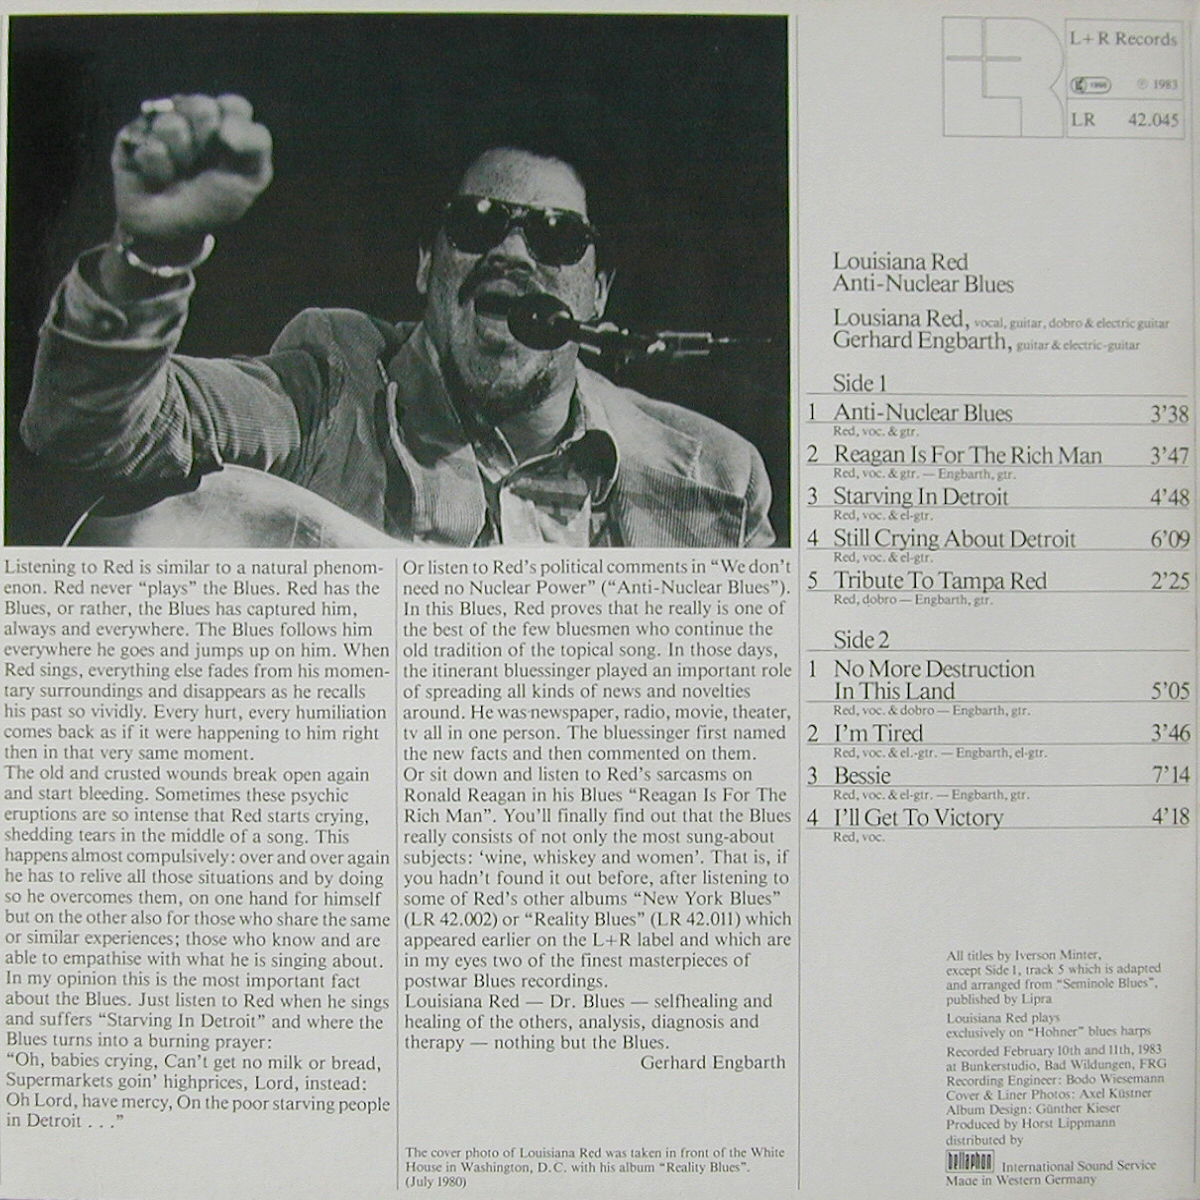 L+R Records
℗ 1983
LR 42.045
Louisiana Red
Anti-Nuclear Blues
Lousiana Red, vocal, guitar, dobro & electric guitar
Gerhard Engbarth, guitar & electric-guitar
Side 1
1 Anti-Nuclear Blues 3’38
Red, voc. & gtr.
2 Reagan Is For The Rich Man 3’47
Red, voc. & gtr. — Engbarth, gtr.
3 Starving In Detroit 4’48
Red, voc. & el-gtr.
4 Still Crying About Detroit 6’09
Red, voc. & el-gtr.
5 Tribute To Tampa Red 2’25
Red, dobro — Engbarth, gtr.
Side 2
1 No More Destruction
In This Land 5’05
Red, voc. & dobro — Engbarth, gtr.
2 I’m Tired 3’46
Red, voc. & el.-gtr. — Engbarth, el-gtr.
3 Bessie 7’14
Red, voc. & el-gtr. — Engbarth, gtr.
4 I’ll Get To Victory 4’18
Red, voc.
Listening to Red is similar to a natural phenom-
enon. Red never “plays” the Blues. Red has the
Blues, or rather, the Blues has captured him,
always and everywhere. The Blues follows him
everywhere he goes and jumps up on him. When
Red sings, everything else fades from his momen-
tary surroundings and disappears as he recalls
his past so vividly. Every hurt, every humiliation
comes back as if it were happening to him right
then in that very same moment.
The old and crusted wounds break open again
and start bleeding. Sometimes these psychic
eruptions are so intense that Red starts crying,
shedding tears in the middle of a song. This
happens almost compulsively: over and over again
he has to relive all those situations and by doing
so he overcomes them, on one hand for himself
but on the other also for those who share the same
or similar experiences; those who know and are
able to empathise with what he is singing about.
In my opinion this is the most important fact
about the Blues. Just listen to Red when he sings
and suffers “Starving In Detroit” and where the
Blues turns into a burning prayer:
“Oh, babies crying, Can’t get no milk or bread,
Supermarkets goin’ highprices, Lord, instead:
Oh Lord, have mercy, On the poor starving people
in Detroit . . .”
Or listen to Red’s political comments in “We don’t
need no Nuclear Power” (“Anti-Nuclear Blues”).
In this Blues, Red proves that he really is one of
the best of the few bluesmen who continue the
old tradition of the topical song. In those days,
the itinerant bluessinger played an important role
of spreading all kinds of news and novelties
around. He was newspaper, radio, movie, theater,
tv all in one person. The bluessinger first named
the new facts and then commented on them.
Or sit down and listen to Red’s sarcasms on
Ronald Reagan in his Blues “Reagan Is For The
Rich Man”. You’ll finally find out that the Blues
really consists of not only the most sung-about
subjects: ‘wine, whiskey and women’. That is, if
you hadn’t found it out before, after listening to
some of Red’s other albums “New York Blues”
(LR 42.002) or “Reality Blues” (LR 42.011) which
appeared earlier on the L+R label and which are
in my eyes two of the finest masterpieces of
postwar Blues recordings.
Louisiana Red — Dr. Blues — selfhealing and
healing of the others, analysis, diagnosis and
therapy — nothing but the Blues.
Gerhard Engbarth
The cover photo of Louisiana Red was taken in front of the White
House in Washington, D.C. with his album “Reality Blues”.
(July 1980)
All titles by Iverson Minter,
except Side 1, track 5 which is adapted
and arranged from “Seminole Blues”,
published by Lipra
Louisiana Red plays
exclusively on “Hohner” blues harps
Recorded February 10th and 11th, 1983
at Bunkerstudio, Bad Wildungen, FRG
Recording Engineer: Bodo Wiesemann
Cover & Liner Photos: Axel Küstner
Album Design: Günther Kieser
Produced by Horst Lippmann
distributed by
bellaphon International Sound Service
Made in Western Germany